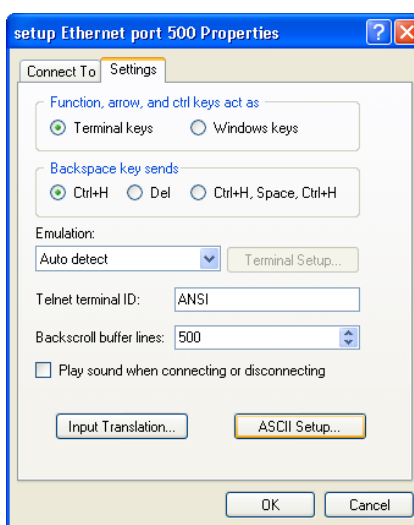 setup Ethernet port 500 Properties
Connect To Settings
Function, arrow, and ctrl keys act as
Terminal keys Windows keys
Backspace key sends
Ctrl+H Del Ctrl+H, Space, Ctrl+H
Emulation:
Auto detect Terminal Setup...
Telnet terminal ID: ANSI
Backscroll buffer lines: 500
Play sound when connecting or disconnecting
Input Translation... ASCII Setup...
OK Cancel